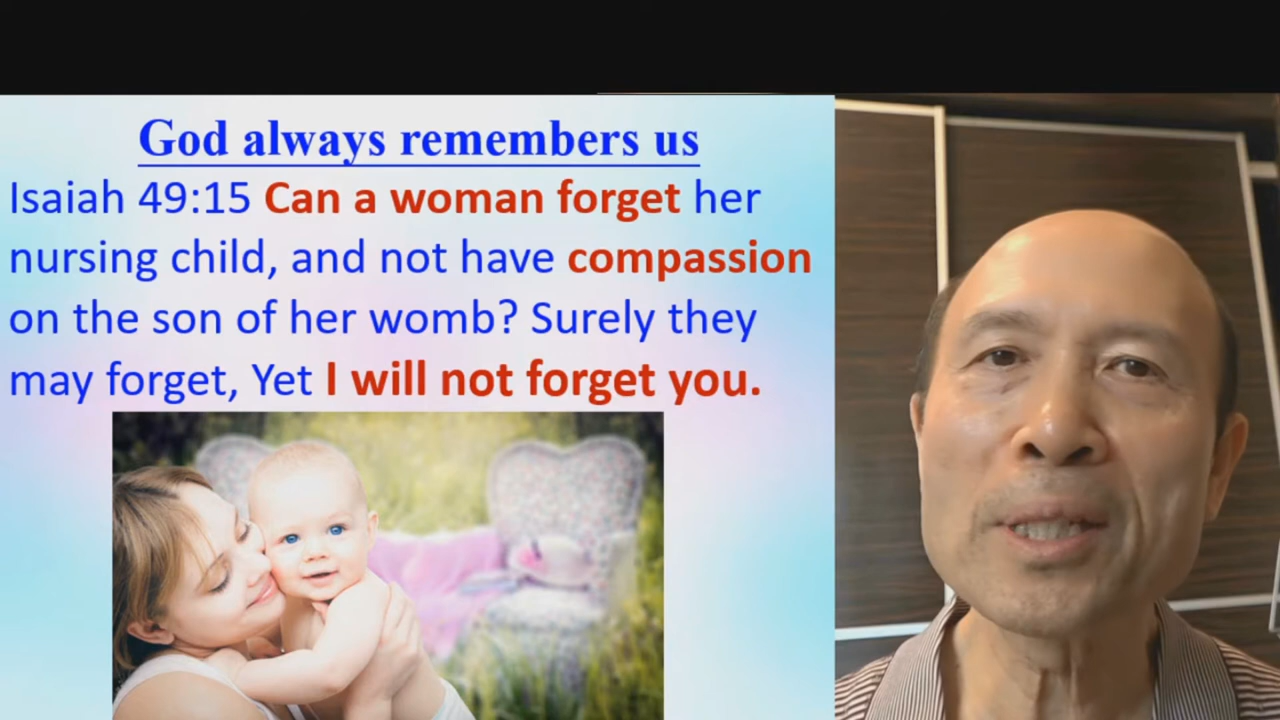 God always remembers us
Isaiah 49:15 Can a woman forget her
nursing child, and not have compassion
on the son of her womb? Surely they
may forget, Yet I will not forget you.